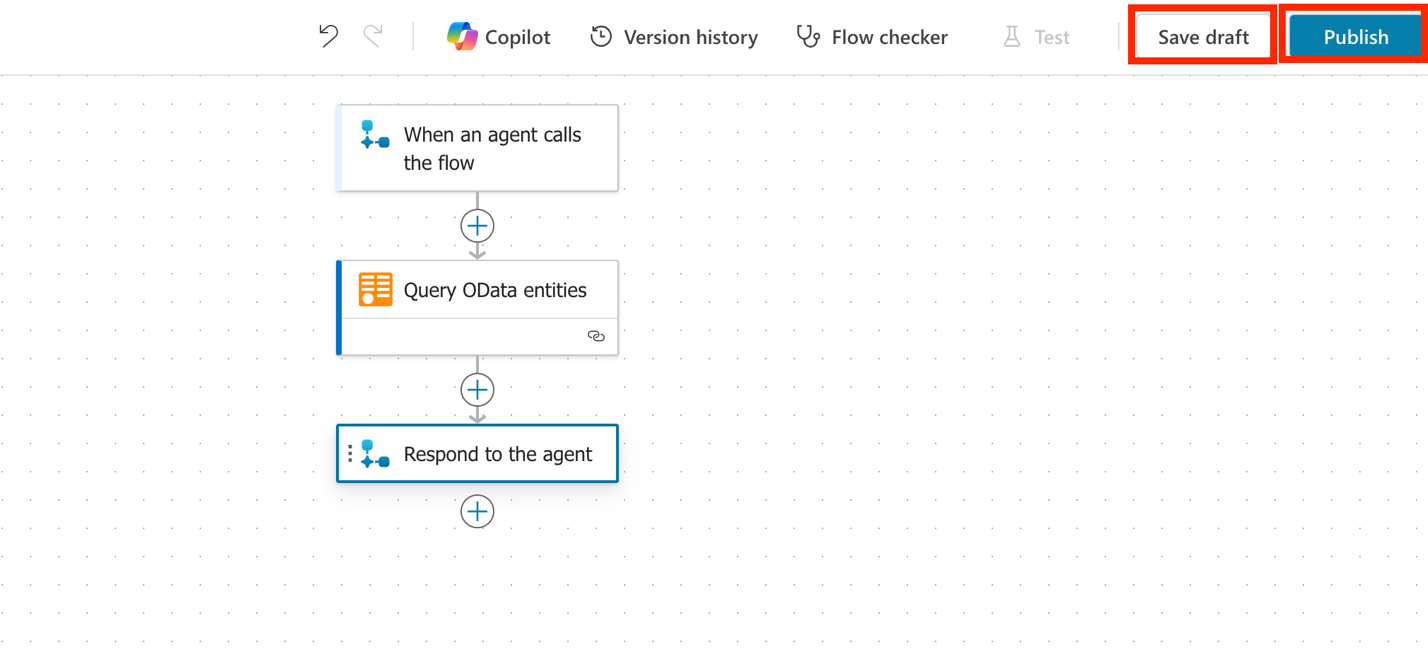 Copilot Version history Flow checker Test Save draft Publish
When an agent calls
the flow
Query OData entities
Respond to the agent